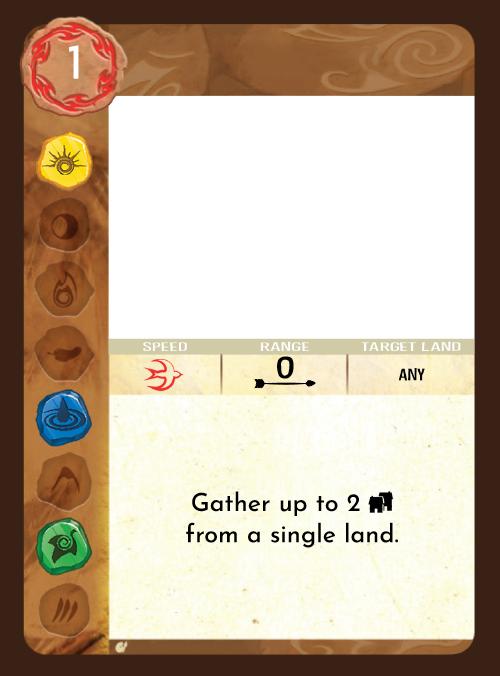 1
SPEED RANGE TARGET LAND
0 ANY
Gather up to 2
from a single land.